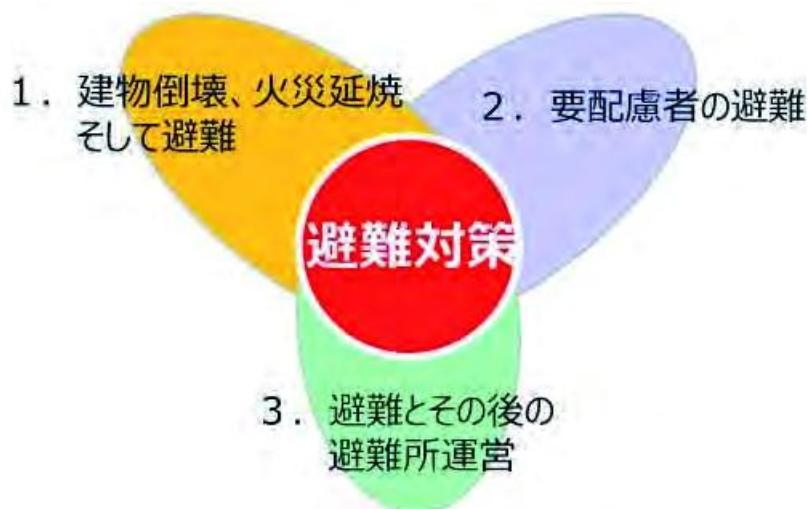 1．建物倒壊、火災延焼
そして避難
2．要配慮者の避難
避難対策
3．避難とその後の
避難所運営